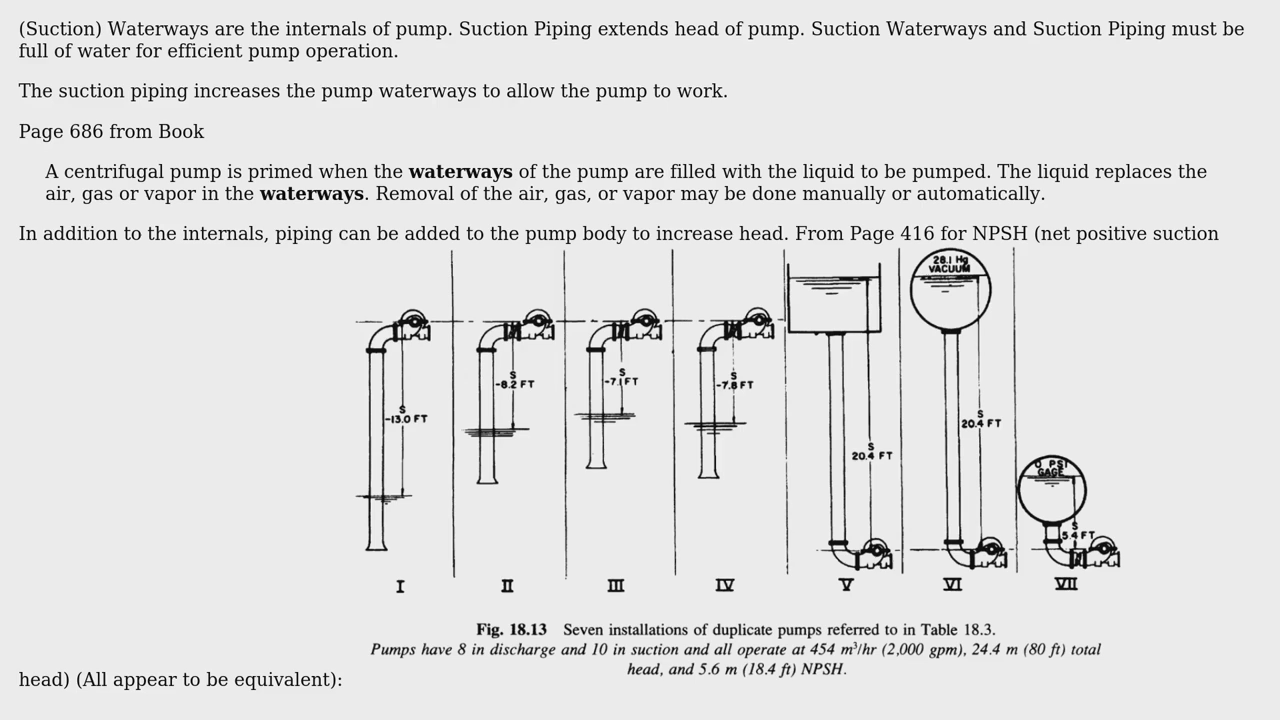 (Suction) Waterways are the internals of pump. Suction Piping extends head of pump. Suction Waterways and Suction Piping must be
full of water for efficient pump operation.
The suction piping increases the pump waterways to allow the pump to work.
Page 686 from Book
A centrifugal pump is primed when the waterways of the pump are filled with the liquid to be pumped. The liquid replaces the
air, gas or vapor in the waterways. Removal of the air, gas, or vapor may be done manually or automatically.
In addition to the internals, piping can be added to the pump body to increase head. From Page 416 for NPSH (net positive suction
28.1 Hg
VACUUM
S
-13.0 FT
S
-8.2 FT
S
-7.1 FT
S
-7.8 FT
S
20.4 FT
S
20.4 FT
0 PSI
GAGE
S
5.4 FT
I
II
III
IV
V
VI
VII
Fig. 18.13 Seven installations of duplicate pumps referred to in Table 18.3.
Pumps have 8 in discharge and 10 in suction and all operate at 454 m³/hr (2,000 gpm), 24.4 m (80 ft) total
head, and 5.6 m (18.4 ft) NPSH.
head) (All appear to be equivalent):